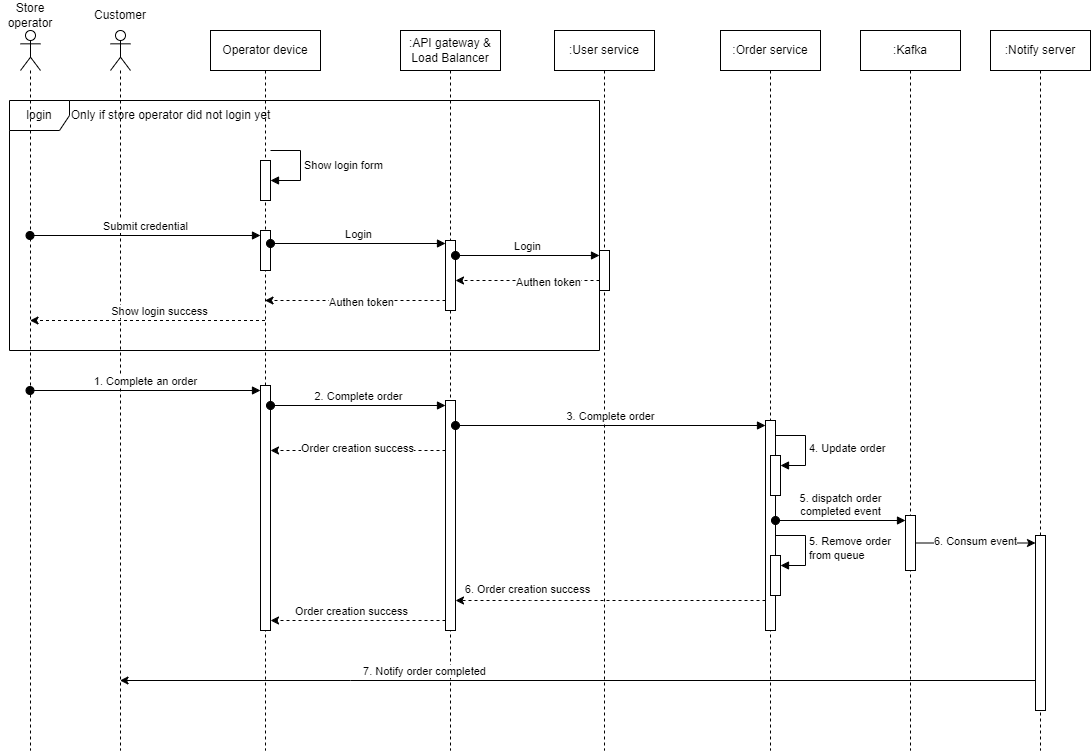 Store
operator
Customer
Operator device
:API gateway &
Load Balancer
:User service
:Order service
:Kafka
:Notify server
login
Only if store operator did not login yet
Show login form
Submit credential
Login
Login
Authen token
Authen token
Show login success
1. Complete an order
2. Complete order
3. Complete order
Order creation success
4. Update order
5. dispatch order
completed event
5. Remove order
from queue
6. Consum event
6. Order creation success
Order creation success
7. Notify order completed